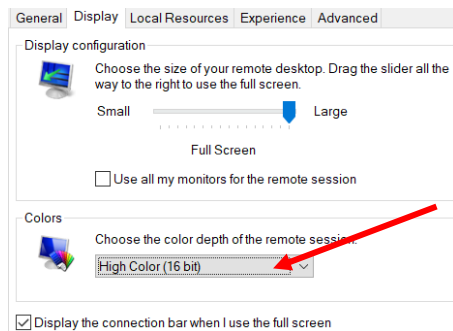 General Display Local Resources Experience Advanced
Display configuration
Choose the size of your remote desktop. Drag the slider all the
way to the right to use the full screen.
Small Large
Full Screen
Use all my monitors for the remote session
Colors
Choose the color depth of the remote session.
High Color (16 bit)
Display the connection bar when I use the full screen